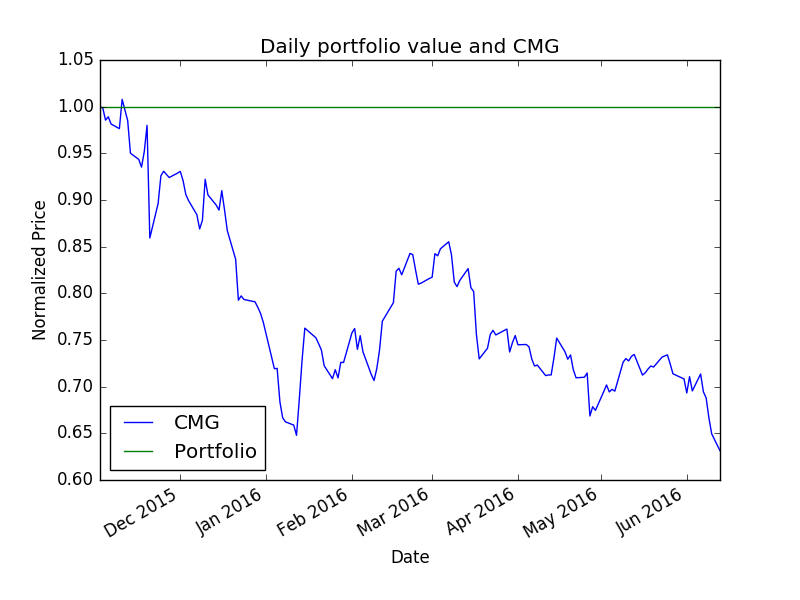 Daily portfolio value and CMG
1.05
1.00
0.95
0.90
0.85
0.80
0.75
0.70
0.65
0.60
Normalized Price
CMG
Portfolio
Dec 2015
Jan 2016
Feb 2016
Mar 2016
Apr 2016
May 2016
Jun 2016
Date